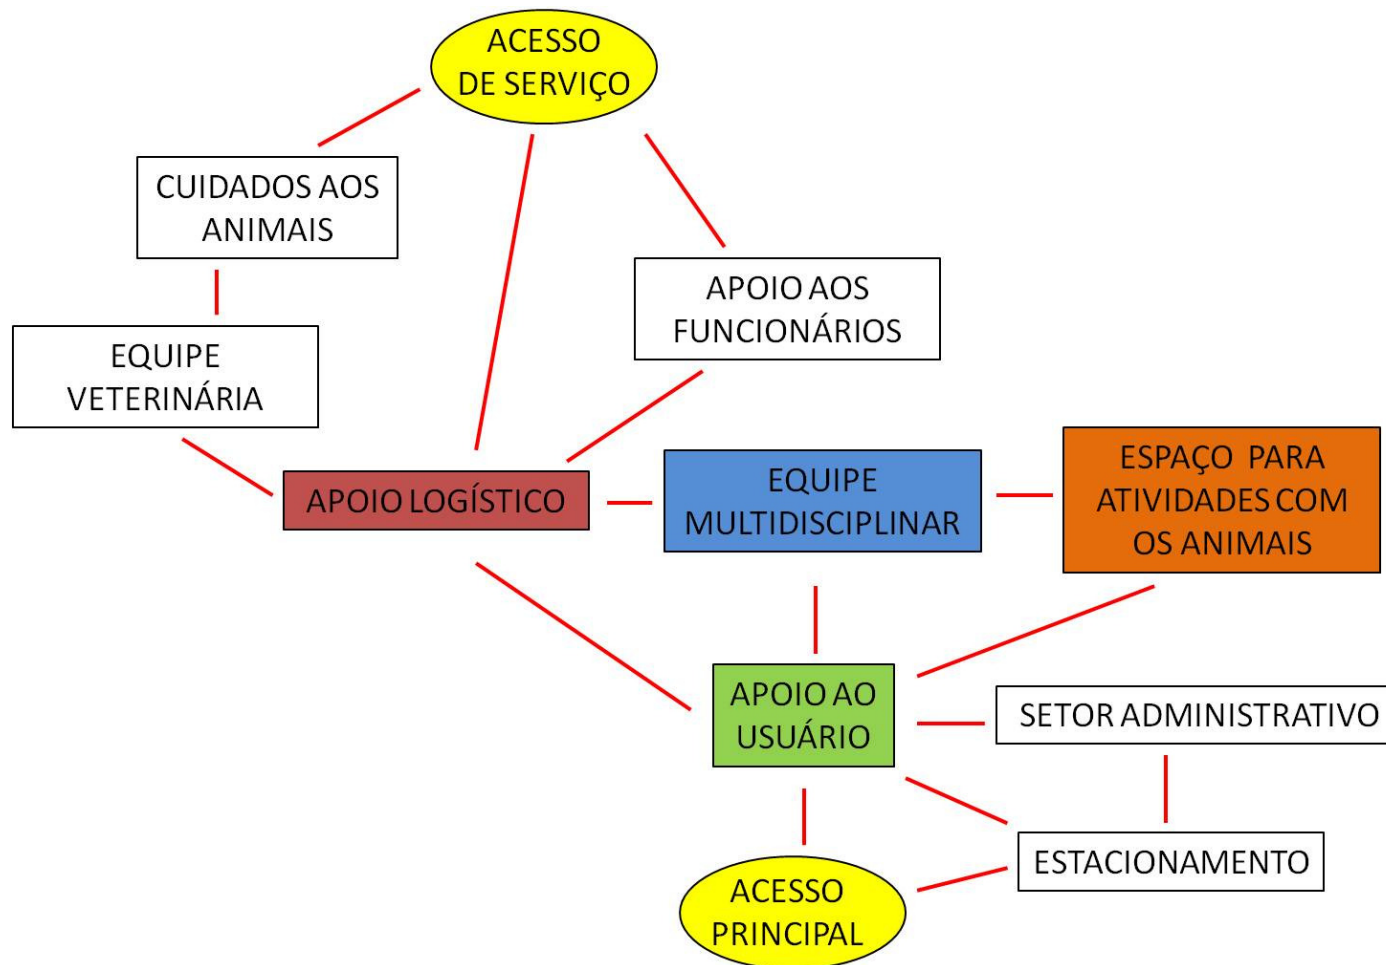 ACESSO
DE SERVIÇO
CUIDADOS AOS
ANIMAIS
APOIO AOS
FUNCIONÁRIOS
EQUIPE
VETERINÁRIA
APOIO LOGÍSTICO
EQUIPE
MULTIDISCIPLINAR
ESPAÇO PARA
ATIVIDADES COM
OS ANIMAIS
APOIO AO
USUÁRIO
SETOR ADMINISTRATIVO
ESTACIONAMENTO
ACESSO
PRINCIPAL